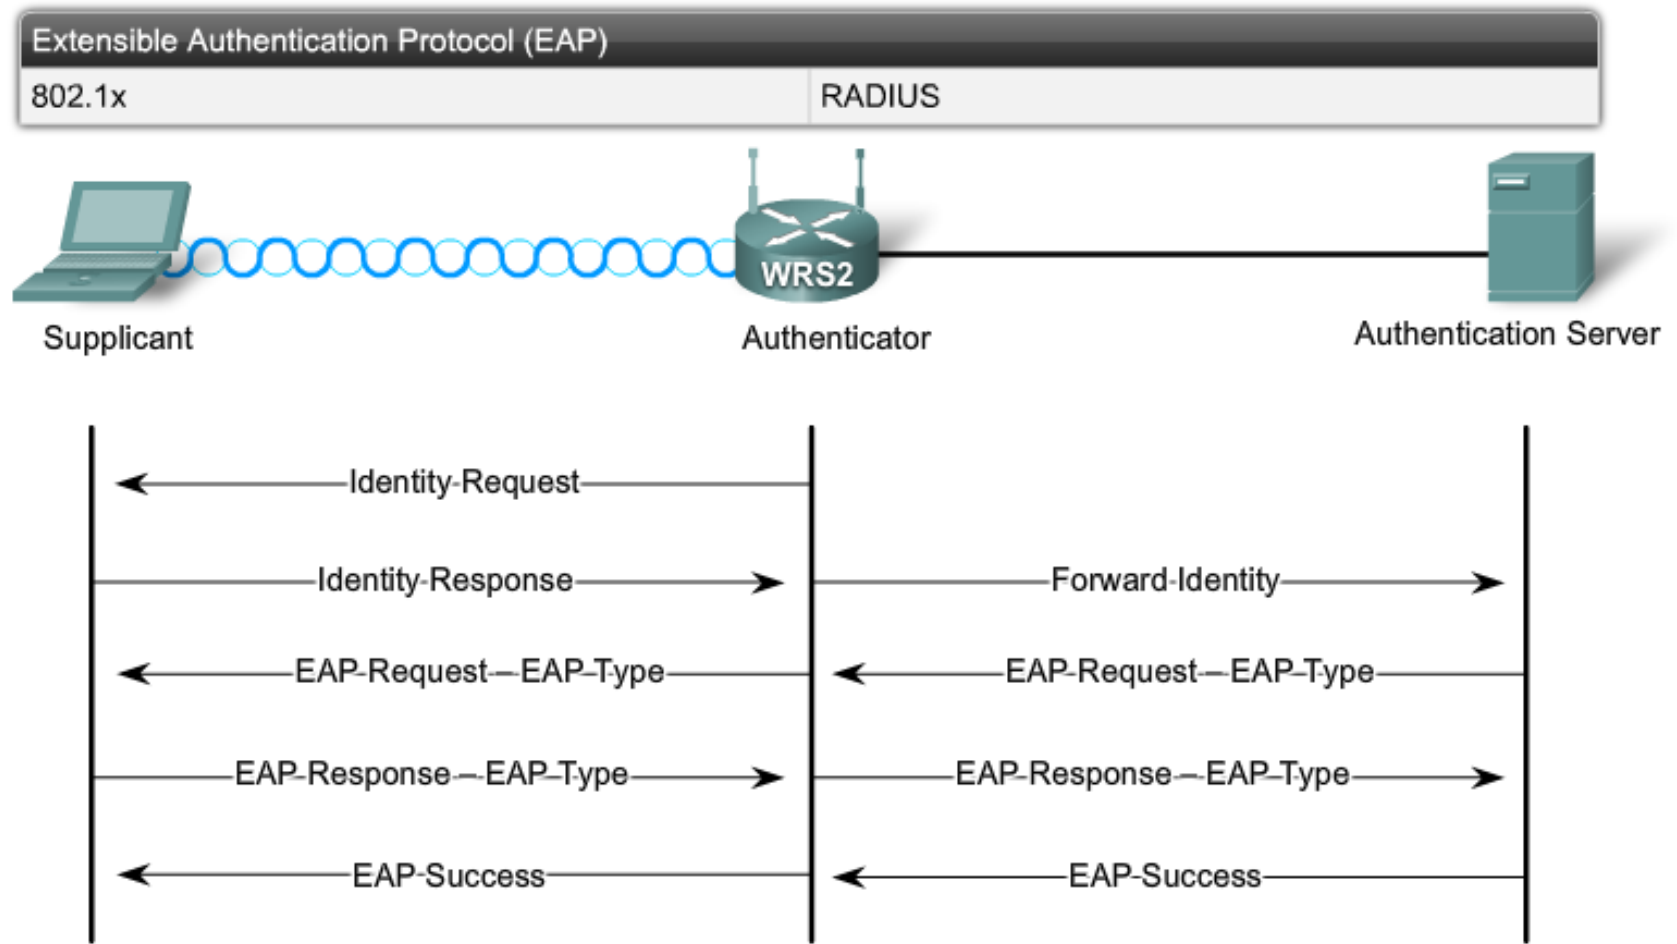 Extensible Authentication Protocol (EAP)
802.1x
RADIUS
WRS2
Supplicant
Authenticator
Authentication Server
Identity Request
Identity Response
Forward Identity
EAP Request – EAP Type
EAP Request – EAP Type
EAP Response – EAP Type
EAP Response – EAP Type
EAP Success
EAP Success